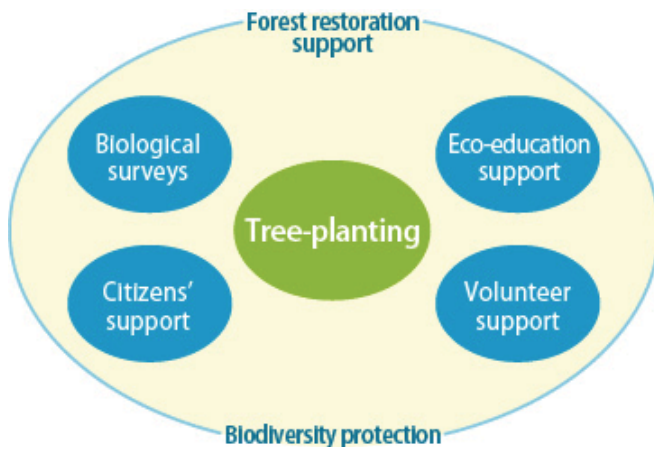 Forest restoration
support
Biological
surveys
Eco-education
support
Tree-planting
Citizens’
support
Volunteer
support
Biodiversity protection